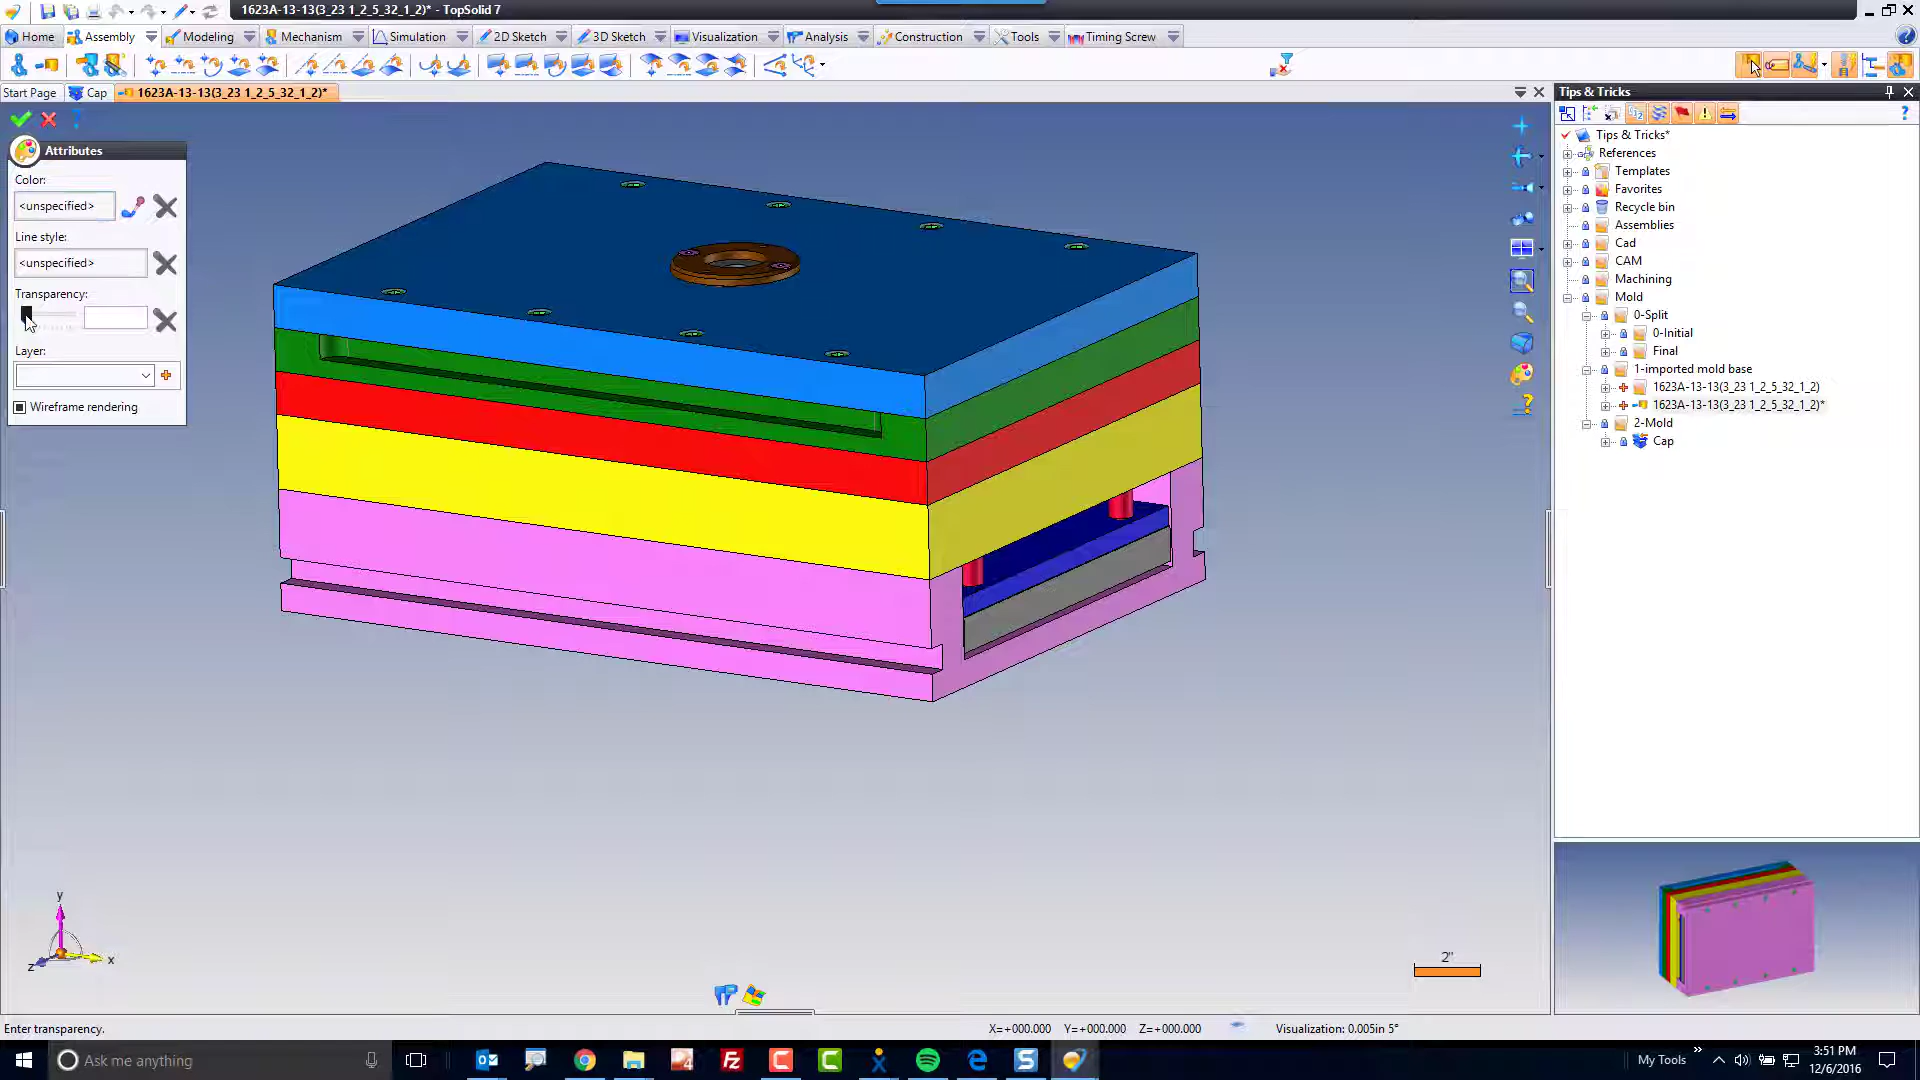 1623A-13-13(3_23 1_2_5_32_1_2)* - TopSolid 7
Home Assembly Modeling Mechanism Simulation 2D Sketch 3D Sketch Visualization Analysis Construction Tools Timing Screw
Start Page Cap 1623A-13-13(3_23 1_2_5_32_1_2)*
Attributes
Color:
<unspecified>
Line style:
<unspecified>
Transparency:
Layer:
Wireframe rendering
Tips & Tricks
Tips & Tricks*
References
Templates
Favorites
Recycle bin
Assemblies
Cad
CAM
Machining
Mold
0-Split
0-Initial
Final
1-imported mold base
1623A-13-13(3_23 1_2_5_32_1_2)
1623A-13-13(3_23 1_2_5_32_1_2)*
2-Mold
Cap
y
x
z
2"
Enter transparency.
X=+000.000 Y=+000.000 Z=+000.000
Visualization: 0.005in 5°
Ask me anything
My Tools
3:51 PM
12/6/2016